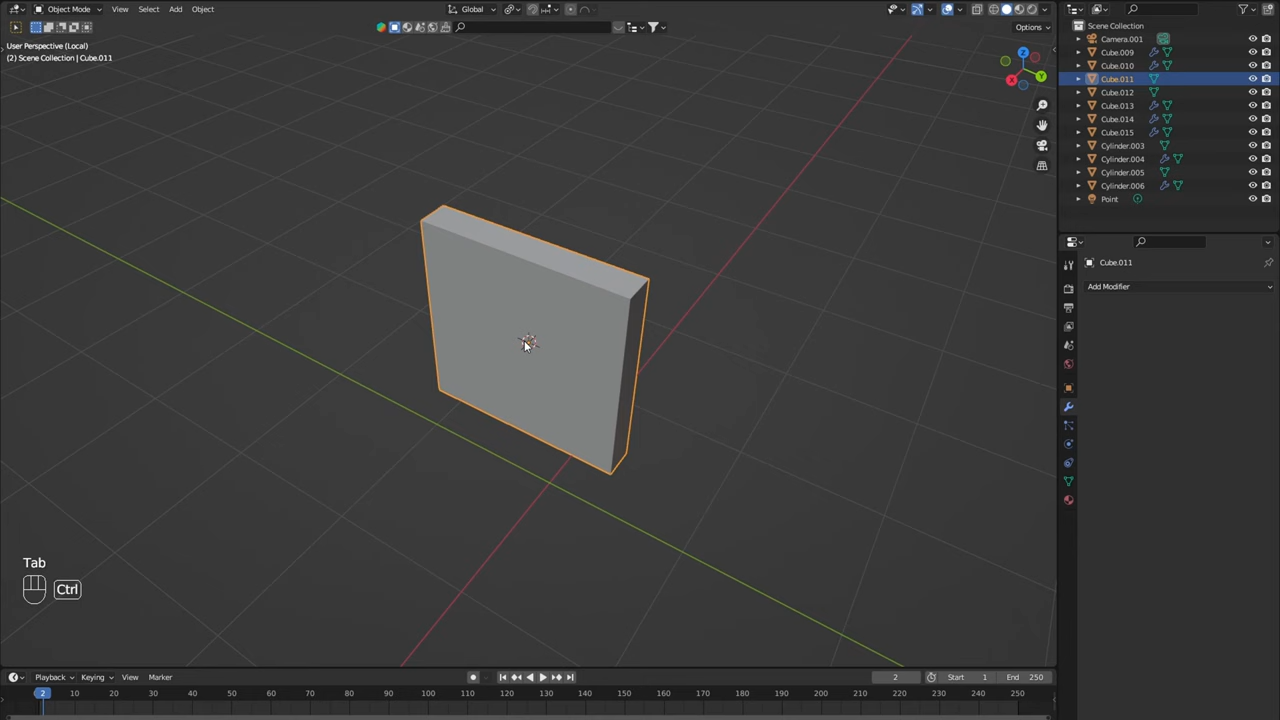 Object Mode View Select Add Object Global
Options
User Perspective (Local)
(2) Scene Collection | Cube.011
Z
Y
X
Tab
Ctrl
Scene Collection
Camera.001
Cube.009
Cube.010
Cube.011
Cube.012
Cube.013
Cube.014
Cube.015
Cylinder.003
Cylinder.004
Cylinder.005
Cylinder.006
Point
Cube.011
Add Modifier
Playback Keying View Marker 2 Start 1 End 250
2 10 20 30 40 50 60 70 80 90 100 110 120 130 140 150 160 170 180 190 200 210 220 230 240 250